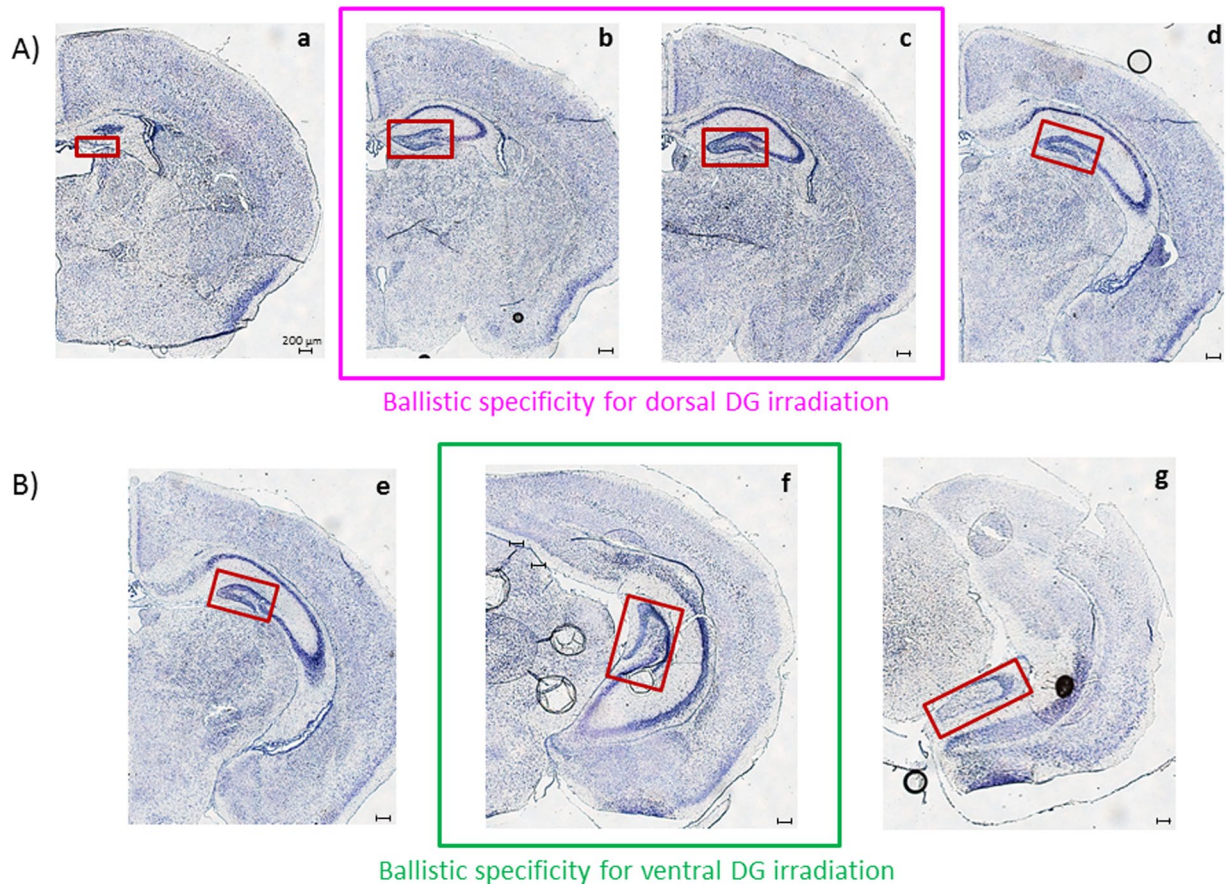 A)
a
b
c
d
200 µm
Ballistic specificity for dorsal DG irradiation
B)
e
f
g
Ballistic specificity for ventral DG irradiation